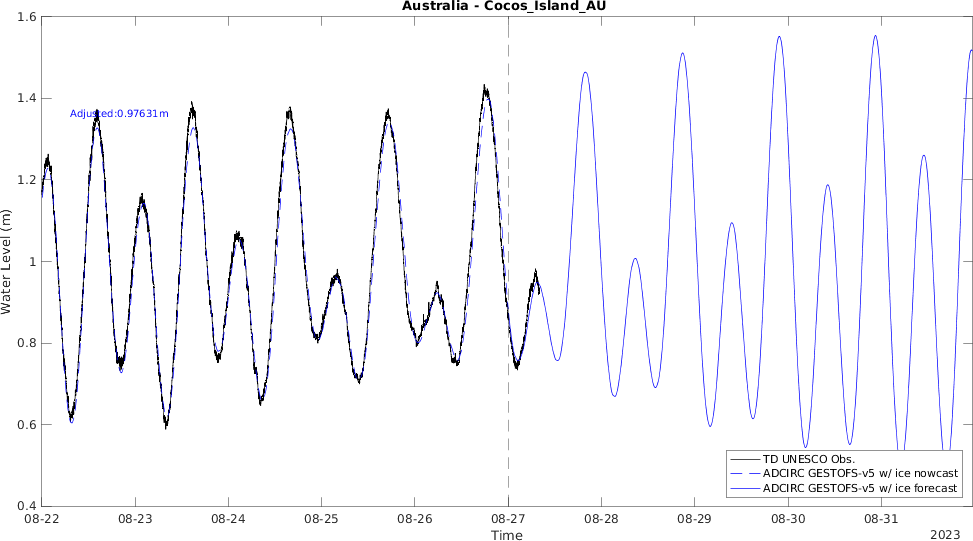 Australia - Cocos_Island_AU
1.6
1.4
1.2
1
0.8
0.6
0.4
Water Level (m)
Adjusted:0.97631m
TD UNESCO Obs.
ADCIRC GESTOFS-v5 w/ ice nowcast
ADCIRC GESTOFS-v5 w/ ice forecast
08-22 08-23 08-24 08-25 08-26 08-27 08-28 08-29 08-30 08-31
Time
2023